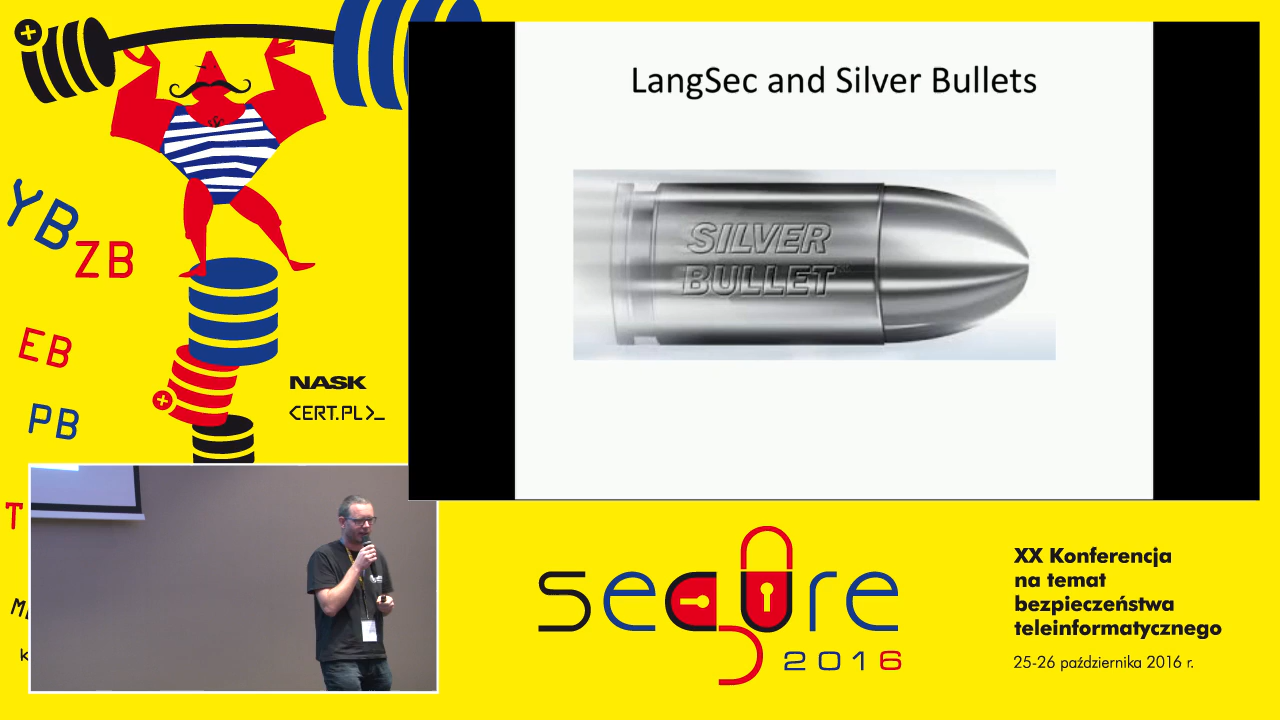 YB
ZB
EB
PB
T
NASK
<CERT.PL>_
LangSec and Silver Bullets
SILVER
BULLET
secure
2016
XX Konferencja
na temat
bezpieczeństwa
teleinformatycznego
25-26 października 2016 r.